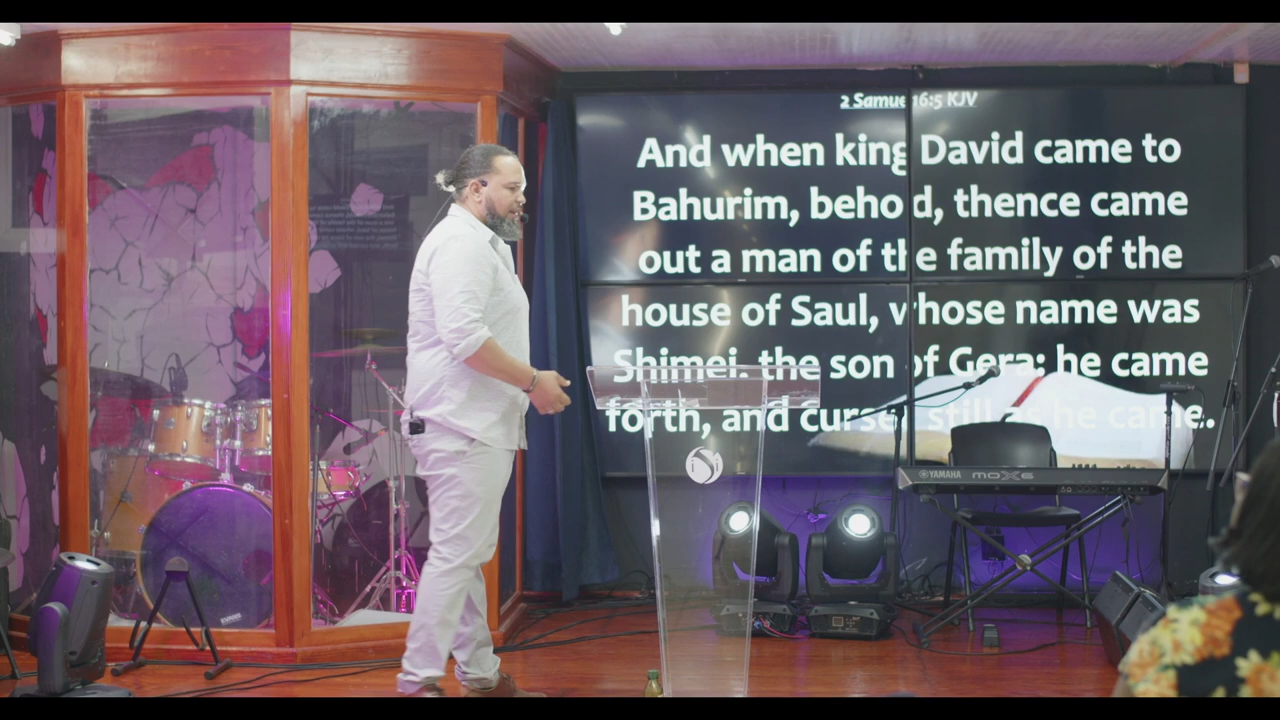 2 Samuel 16:5 KJV
And when king David came to
Bahurim, behold, thence came
out a man of the family of the
house of Saul, whose name was
Shimei, the son of Gera: he came
forth, and cursed still as he came.
YAMAHA MOX6